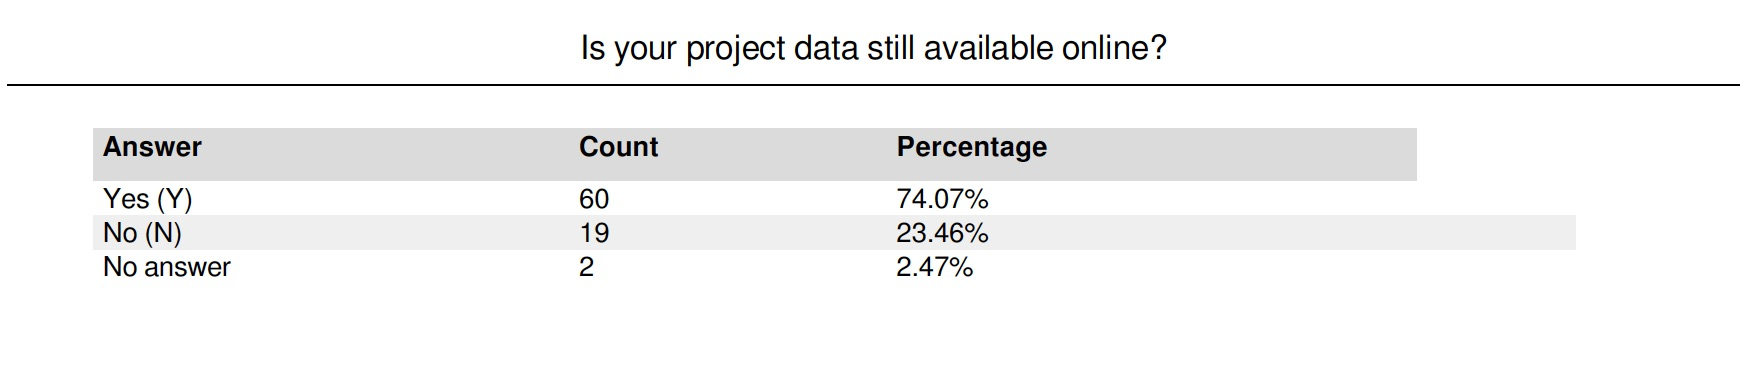 Is your project data still available online?
Answer Count Percentage
Yes (Y) 60 74.07%
No (N) 19 23.46%
No answer 2 2.47%